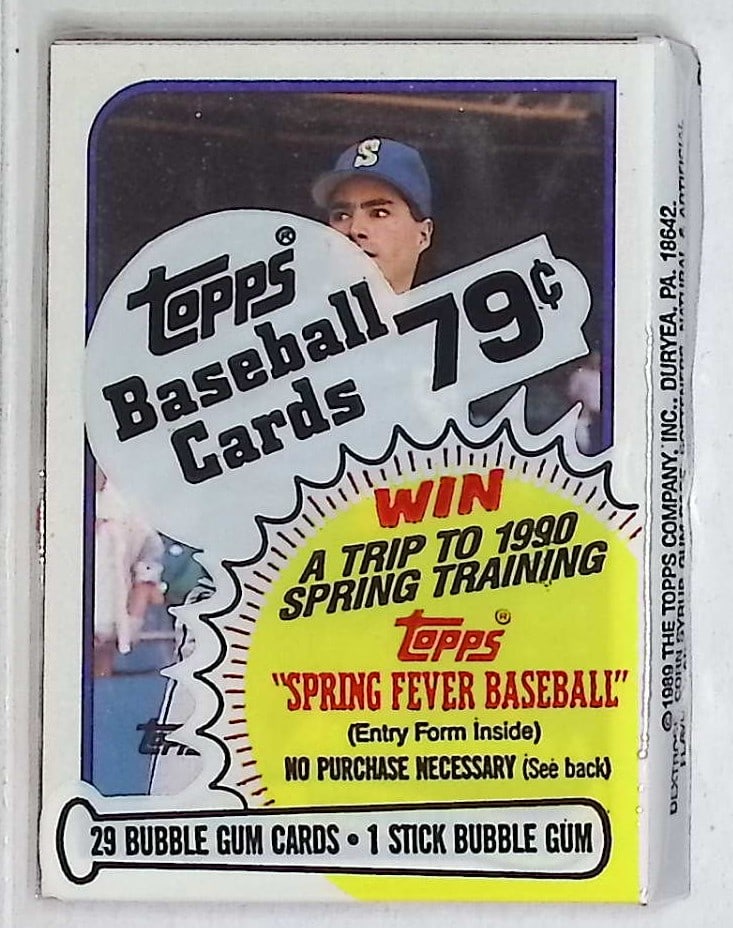 S
Topps®
Baseball
Cards
79¢
WIN
A TRIP TO 1990
SPRING TRAINING
Topps®
"SPRING FEVER BASEBALL"
(Entry Form Inside)
NO PURCHASE NECESSARY (See back)
29 BUBBLE GUM CARDS • 1 STICK BUBBLE GUM
©1989 THE TOPPS COMPANY, INC., DURYEA, PA. 18642.
CORN SYRUP